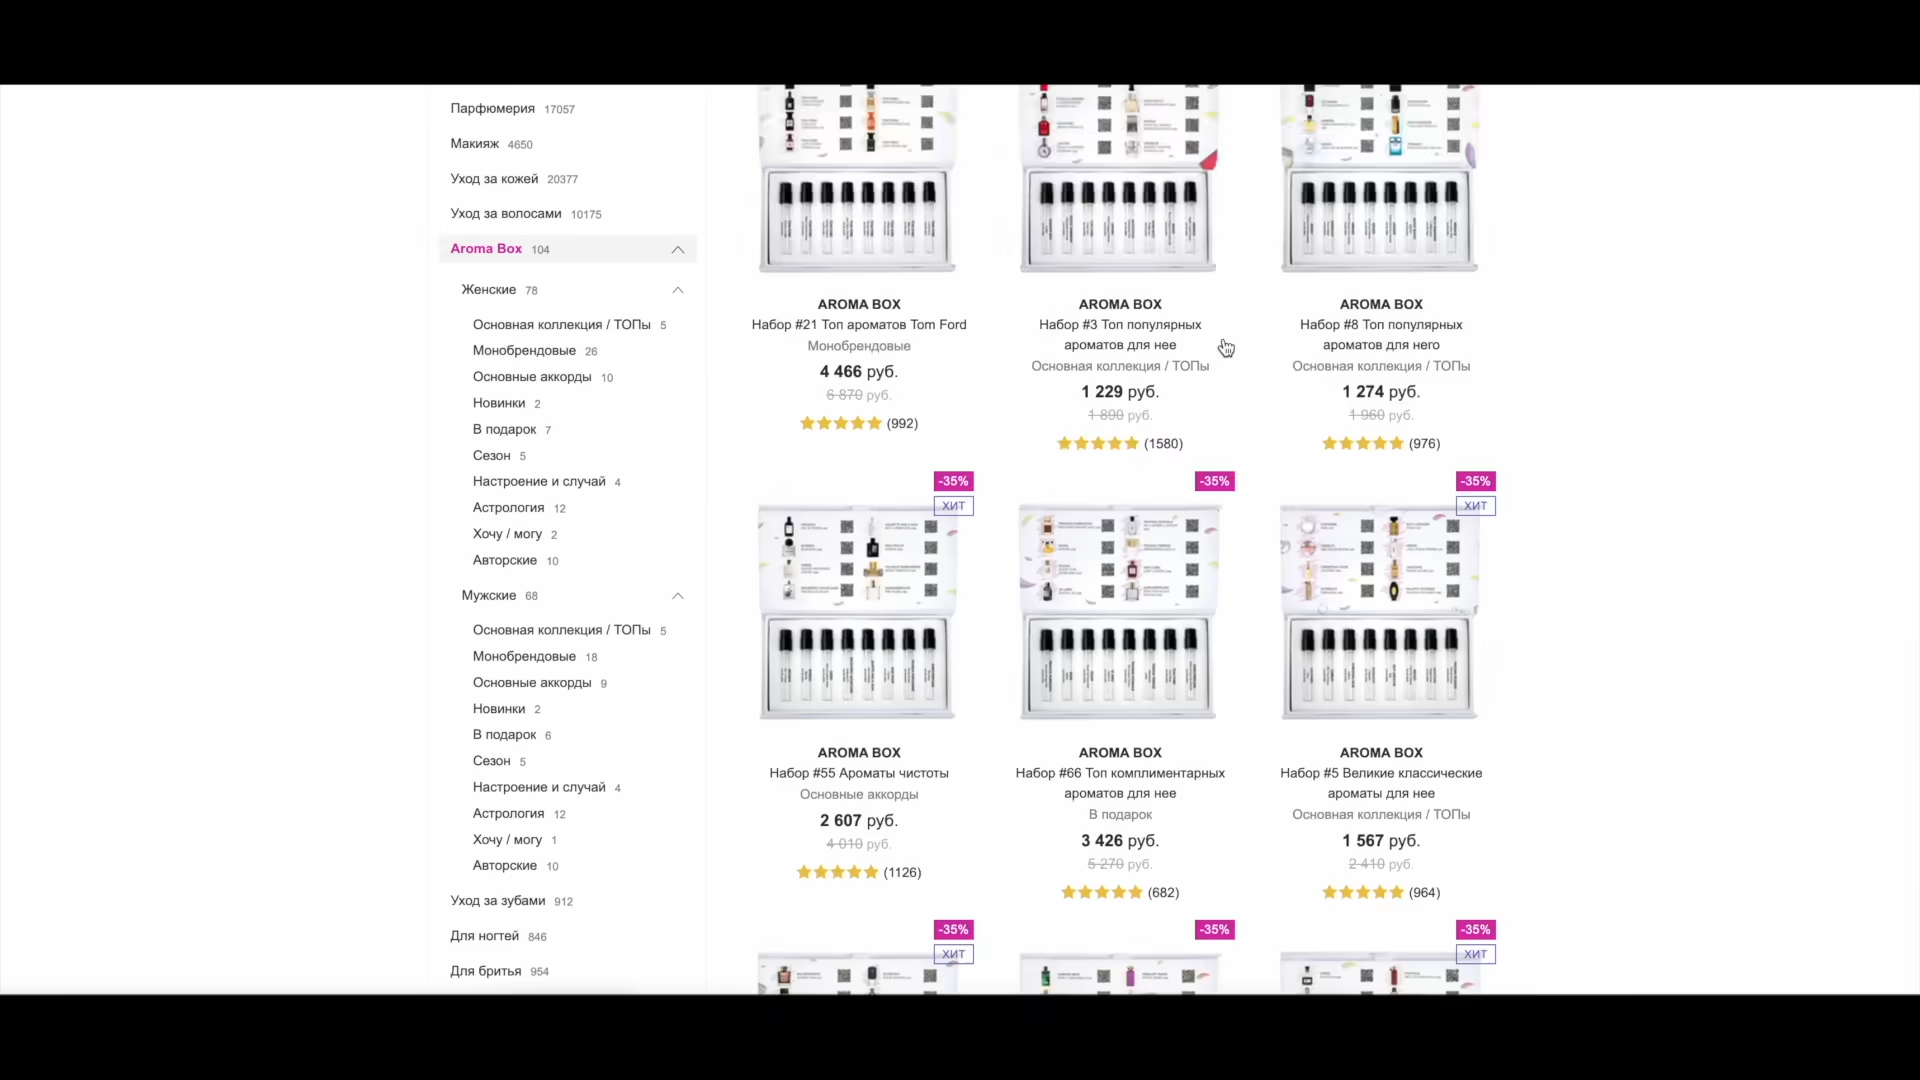 Парфюмерия 17057
Макияж 4650
Уход за кожей 20377
Уход за волосами 10175
Aroma Box 104
Женские 78
Основная коллекция / ТОПы 5
Монобрендовые 26
Основные аккорды 10
Новинки 2
В подарок 7
Сезон 5
Настроение и случай 4
Астрология 12
Хочу / могу 2
Авторские 10
Мужские 68
Основная коллекция / ТОПы 5
Монобрендовые 18
Основные аккорды 9
Новинки 2
В подарок 6
Сезон 5
Настроение и случай 4
Астрология 12
Хочу / могу 1
Авторские 10
Уход за зубами 912
Для ногтей 846
Для бритья 954
AROMA BOX
Набор #21 Топ ароматов Tom Ford
Монобрендовые
4 466 руб.
6 870 руб.
(992)
AROMA BOX
Набор #3 Топ популярных
ароматов для нее
Основная коллекция / ТОПы
1 229 руб.
1 890 руб.
(1580)
AROMA BOX
Набор #8 Топ популярных
ароматов для него
Основная коллекция / ТОПы
1 274 руб.
1 960 руб.
(976)
-35%
ХИТ
AROMA BOX
Набор #55 Ароматы чистоты
Основные аккорды
2 607 руб.
4 010 руб.
(1126)
-35%
AROMA BOX
Набор #66 Топ комплиментарных
ароматов для нее
В подарок
3 426 руб.
5 270 руб.
(682)
-35%
ХИТ
AROMA BOX
Набор #5 Великие классические
ароматы для нее
Основная коллекция / ТОПы
1 567 руб.
2 410 руб.
(964)
-35%
ХИТ
-35%
-35%
ХИТ